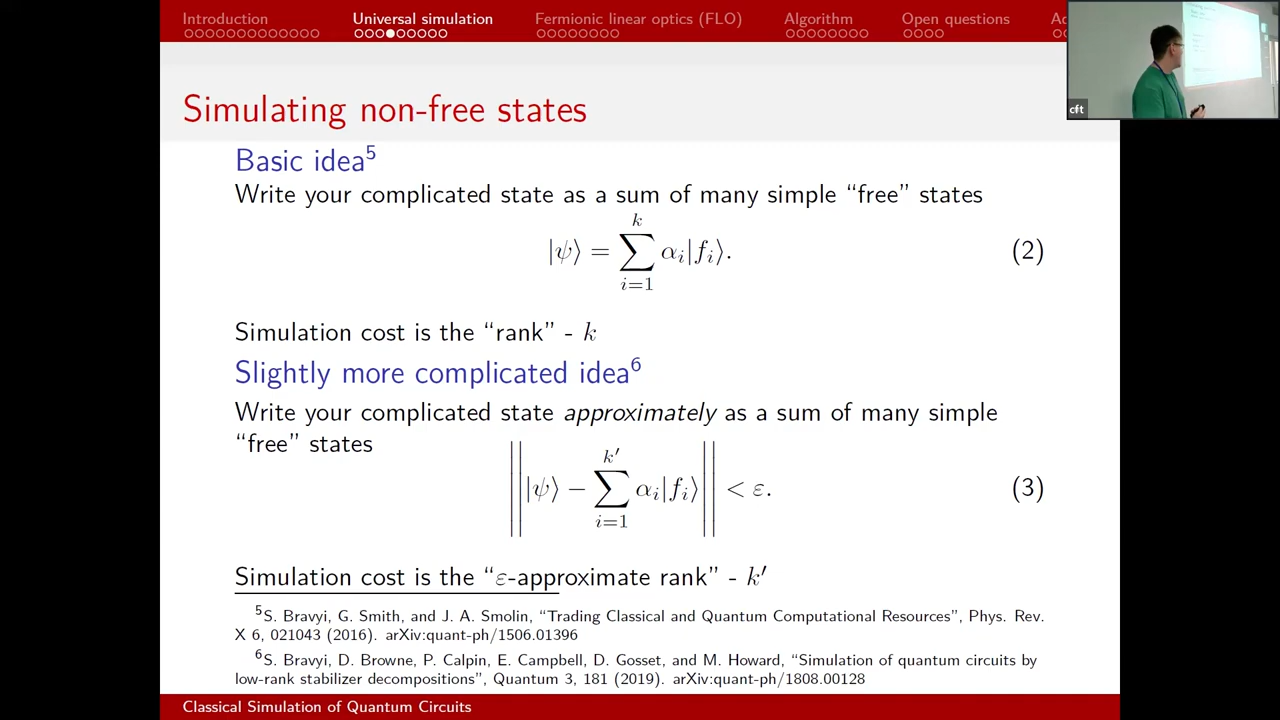 Introduction Universal simulation Fermionic linear optics (FLO) Algorithm Open questions
cft
Simulating non-free states
Basic idea⁵
Write your complicated state as a sum of many simple “free” states
|ψ⟩ = ∑_{i=1}^{k} α_i|f_i⟩. (2)
Simulation cost is the “rank” - k
Slightly more complicated idea⁶
Write your complicated state approximately as a sum of many simple
“free” states
|| |ψ⟩ − ∑_{i=1}^{k′} α_i|f_i⟩ || < ε. (3)
Simulation cost is the “ε-approximate rank” - k′
⁵S. Bravyi, G. Smith, and J. A. Smolin, “Trading Classical and Quantum Computational Resources”, Phys. Rev.
X 6, 021043 (2016). arXiv:quant-ph/1506.01396
⁶S. Bravyi, D. Browne, P. Calpin, E. Campbell, D. Gosset, and M. Howard, “Simulation of quantum circuits by
low-rank stabilizer decompositions”, Quantum 3, 181 (2019). arXiv:quant-ph/1808.00128
Classical Simulation of Quantum Circuits